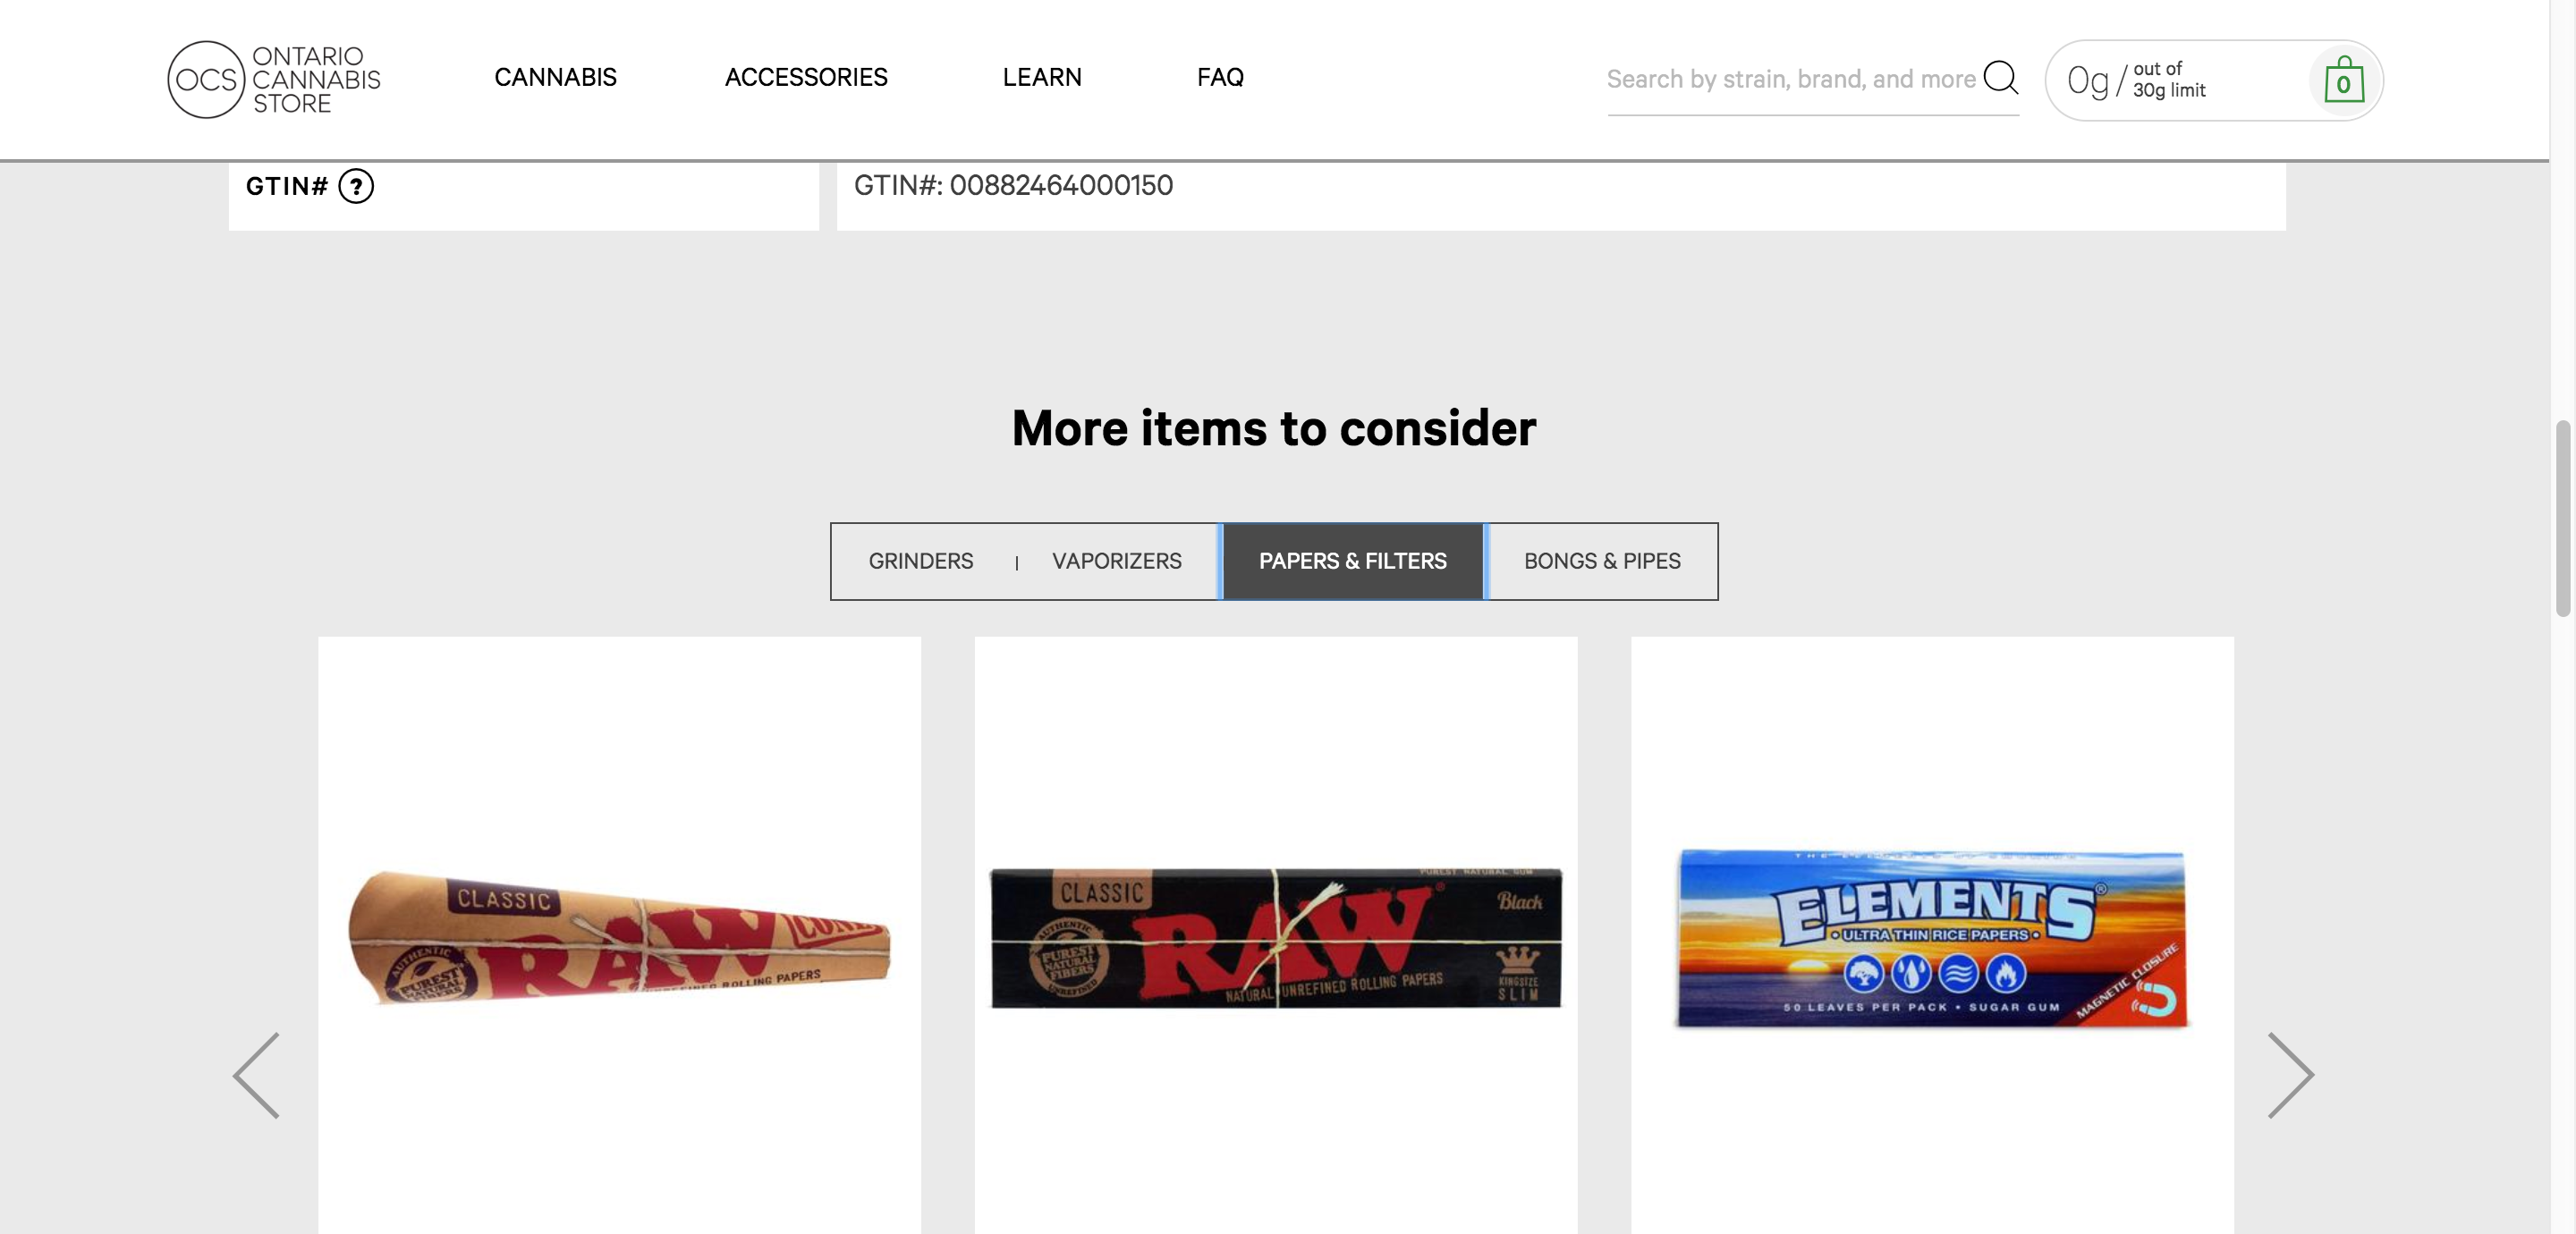 OCS
ONTARIO
CANNABIS
STORE
CANNABIS
ACCESSORIES
LEARN
FAQ
Search by strain, brand, and more
0g/
out of
30g limit
0
GTIN# ?
GTIN#: 00882464000150
More items to consider
GRINDERS
VAPORIZERS
PAPERS & FILTERS
BONGS & PIPES
CLASSIC
RAW
CONE
AUTHENTIC
PUREST
NATURAL
FIBERS
ROLLING PAPERS
PUREST NATURAL GUM
CLASSIC
Black
RAW®
AUTHENTIC
PUREST
NATURAL
FIBERS
UNREFINED
NATURAL UNREFINED ROLLING PAPERS
KINGSIZE
SLIM
ELEMENTS®
• ULTRA THIN RICE PAPERS •
MAGNETIC CLOSURE
50 LEAVES PER PACK • SUGAR GUM